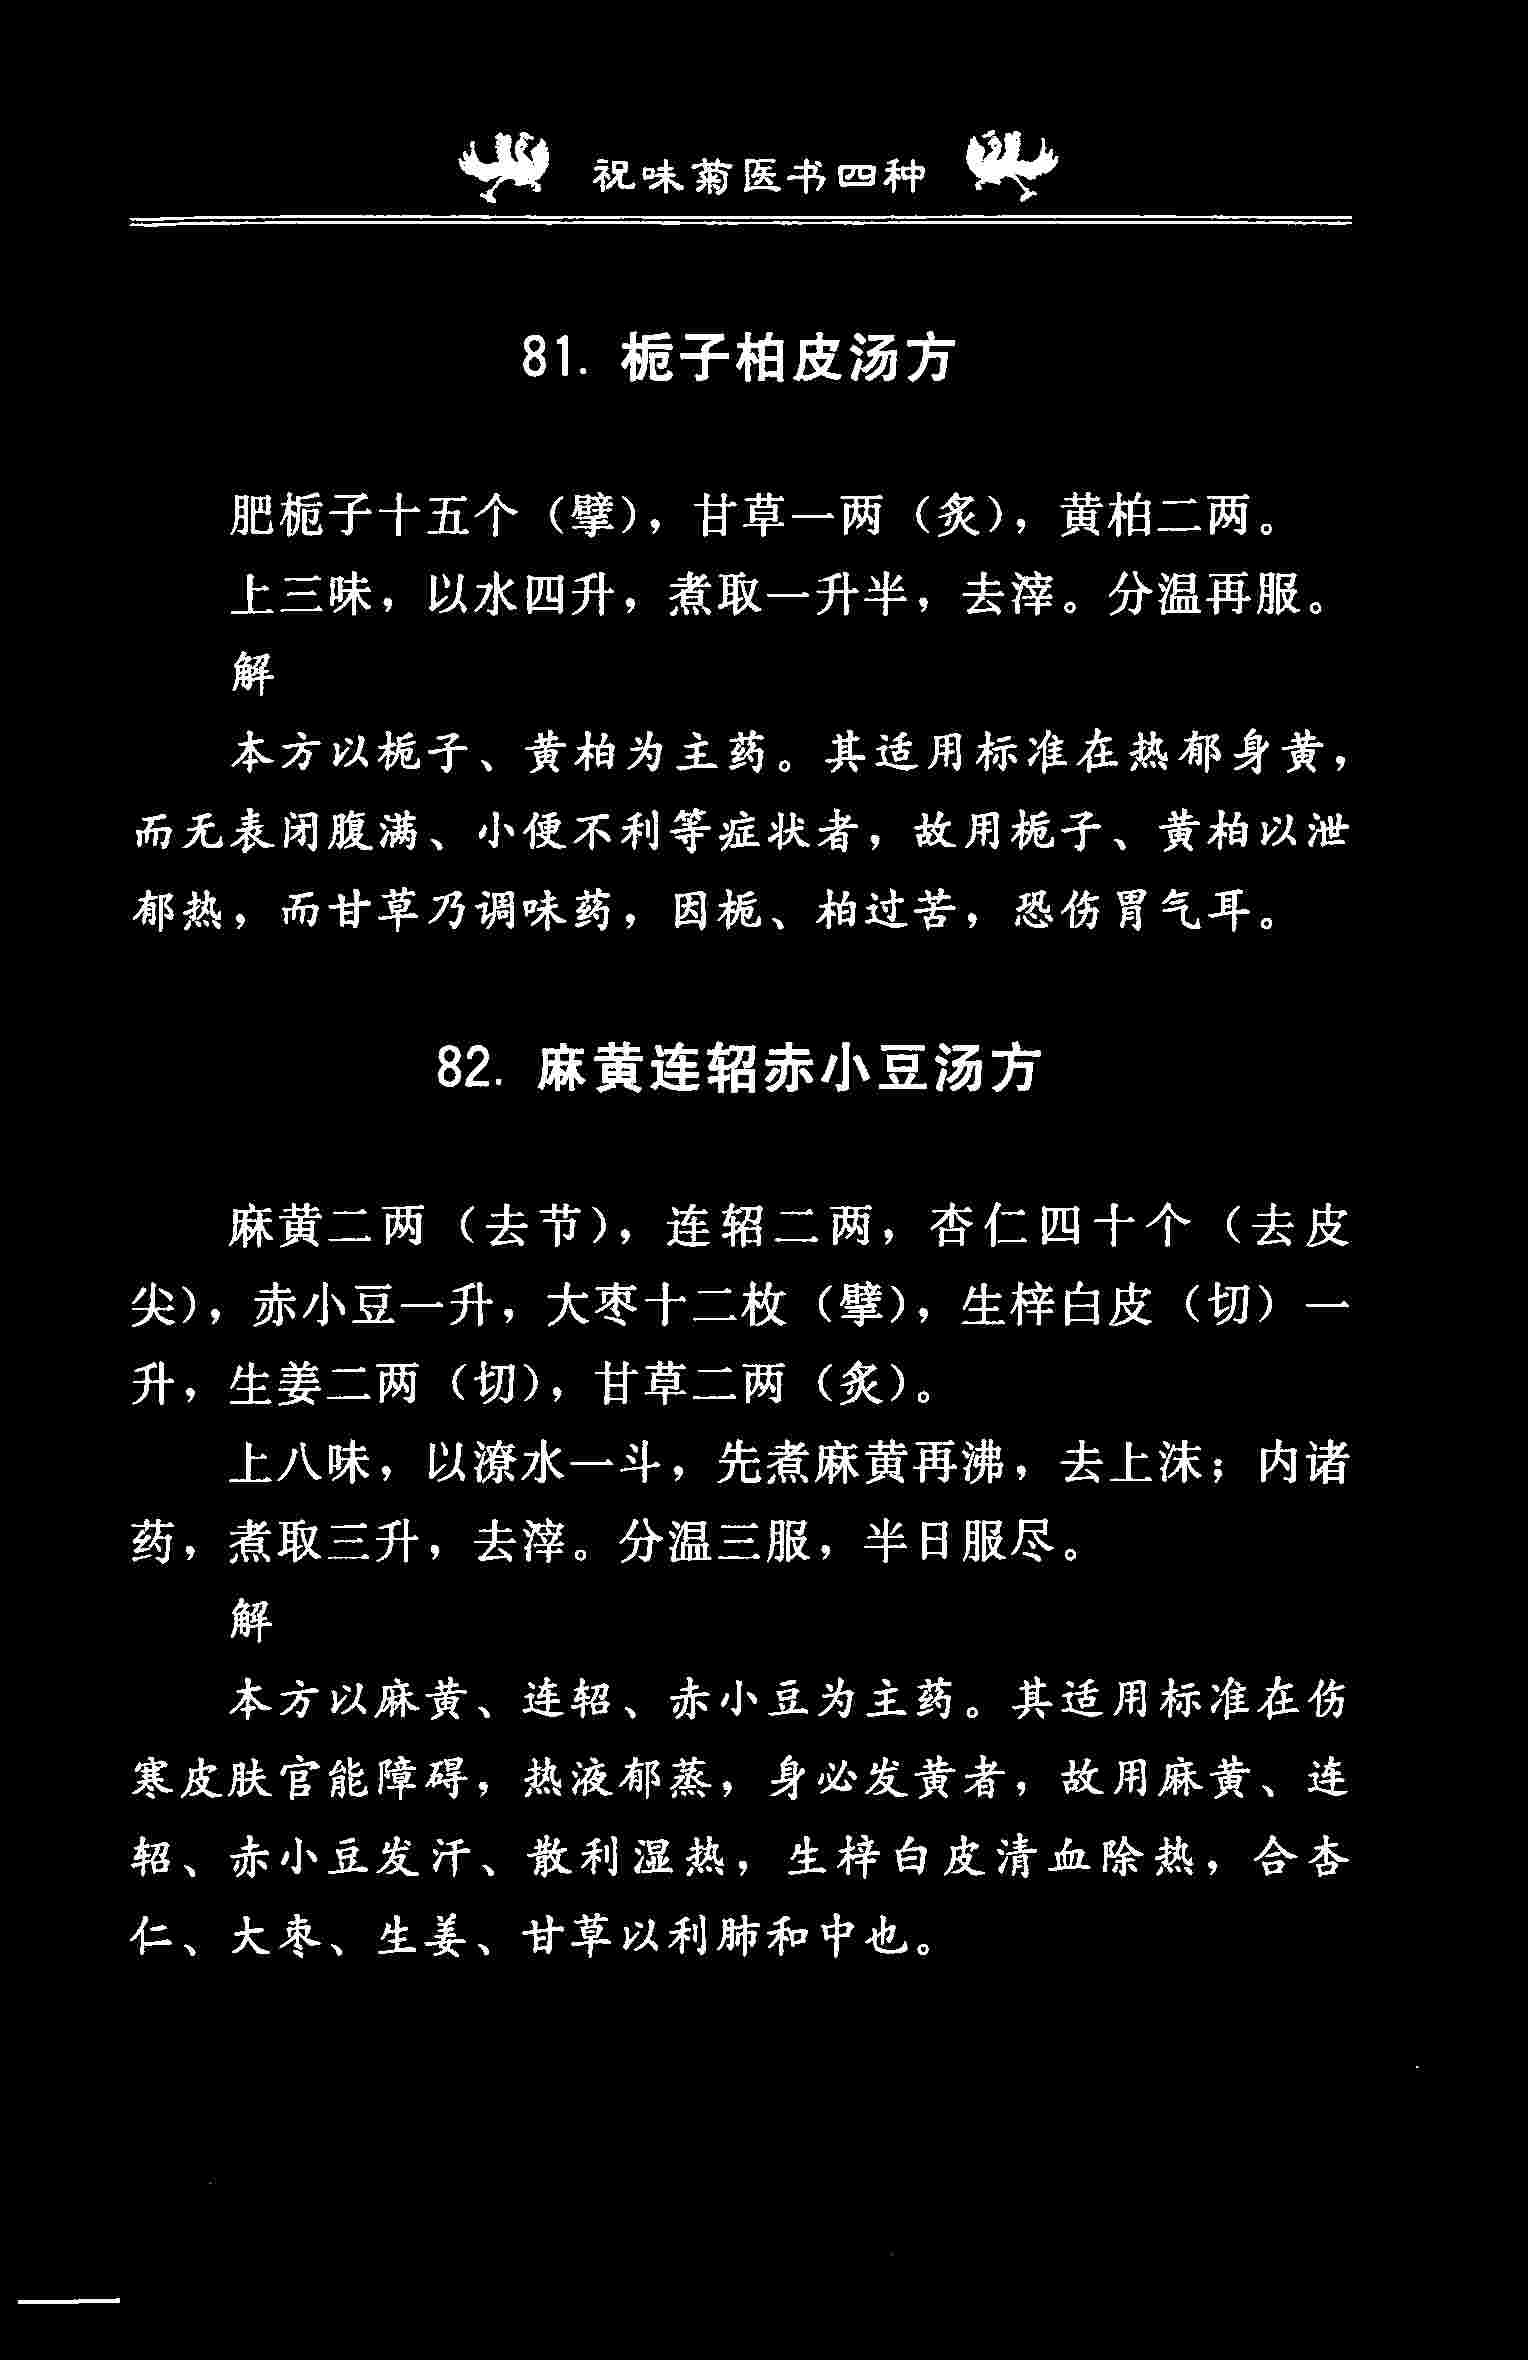 祝味菊医书四种
81. 栀子柏皮汤方
肥栀子十五个（擘），甘草一两（炙），黄柏二两。
上三味，以水四升，煮取一升半，去滓。分温再服。
解
本方以栀子、黄柏为主药。其适用标准在热郁身黄，
而无表闭腹满、小便不利等症状者，故用栀子、黄柏以泄
郁热，而甘草乃调味药，因栀、柏过苦，恐伤胃气耳。
82. 麻黄连轺赤小豆汤方
麻黄二两（去节），连轺二两，杏仁四十个（去皮
尖），赤小豆一升，大枣十二枚（擘），生梓白皮（切）一
升，生姜二两（切），甘草二两（炙）。
上八味，以潦水一斗，先煮麻黄再沸，去上沫；内诸
药，煮取三升，去滓。分温三服，半日服尽。
解
本方以麻黄、连轺、赤小豆为主药。其适用标准在伤
寒皮肤官能障碍，热液郁蒸，身必发黄者，故用麻黄、连
轺、赤小豆发汗、散利湿热，生梓白皮清血除热，合杏
仁、大枣、生姜、甘草以利肺和中也。